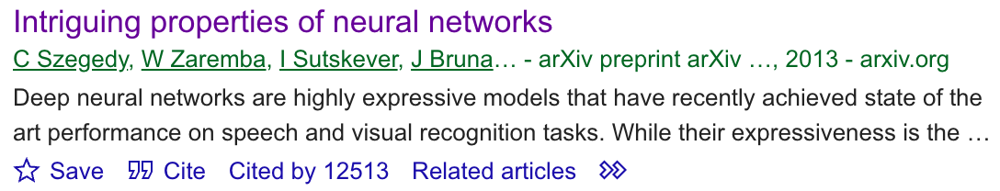 Intriguing properties of neural networks
C Szegedy, W Zaremba, I Sutskever, J Bruna… - arXiv preprint arXiv …, 2013 - arxiv.org
Deep neural networks are highly expressive models that have recently achieved state of the
art performance on speech and visual recognition tasks. While their expressiveness is the …
Save Cite Cited by 12513 Related articles